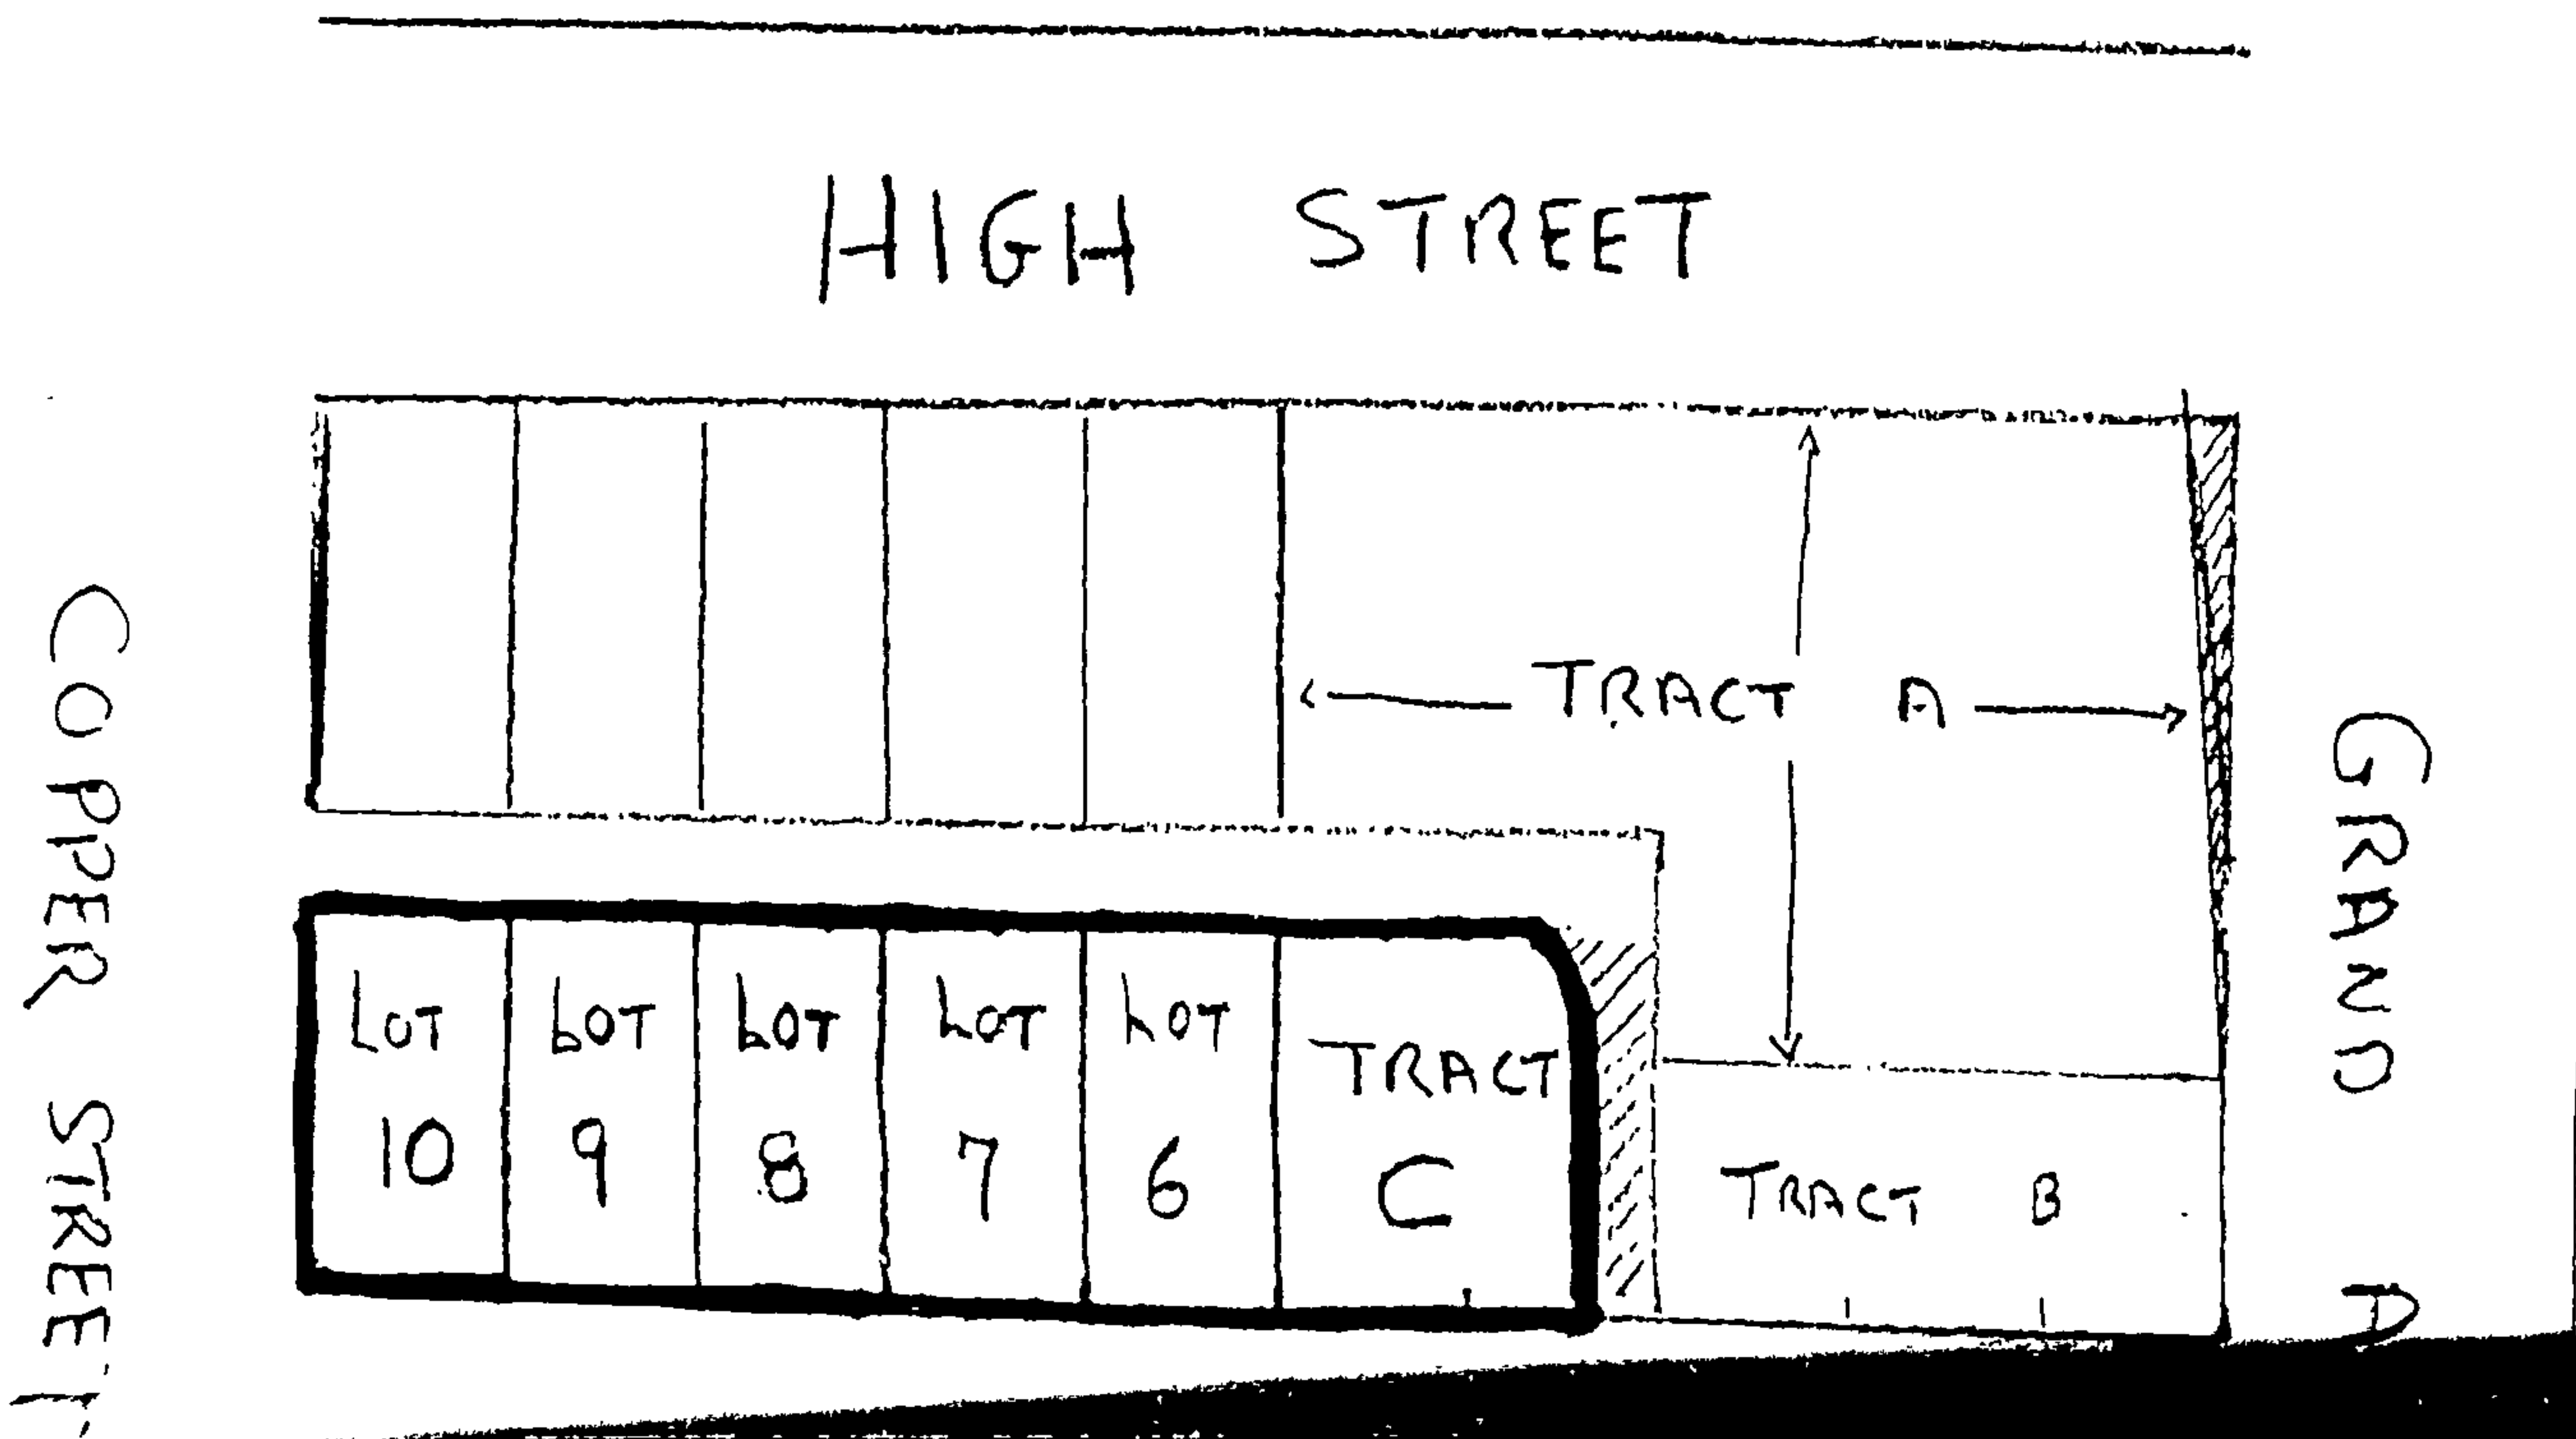 HIGH STREET
COPPER STREET
TRACT A
GRAND
LOT 10
LOT 9
LOT 8
LOT 7
LOT 6
TRACT C
TRACT B